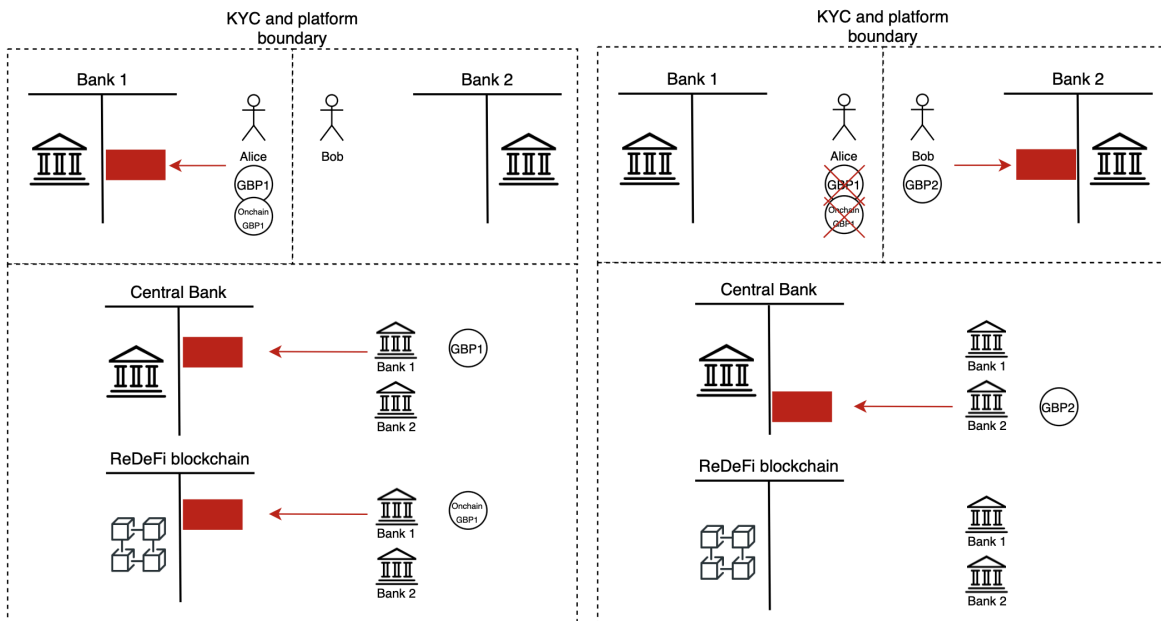 KYC and platform
boundary
Bank 1
Bank 2
Alice
Bob
GBP1
Onchain
GBP1
Central Bank
Bank 1
GBP1
Bank 2
ReDeFi blockchain
Bank 1
Onchain
GBP1
Bank 2
KYC and platform
boundary
Bank 1
Bank 2
Alice
Bob
GBP1
GBP2
Onchain
GBP1
Central Bank
Bank 1
Bank 2
GBP2
ReDeFi blockchain
Bank 1
Bank 2